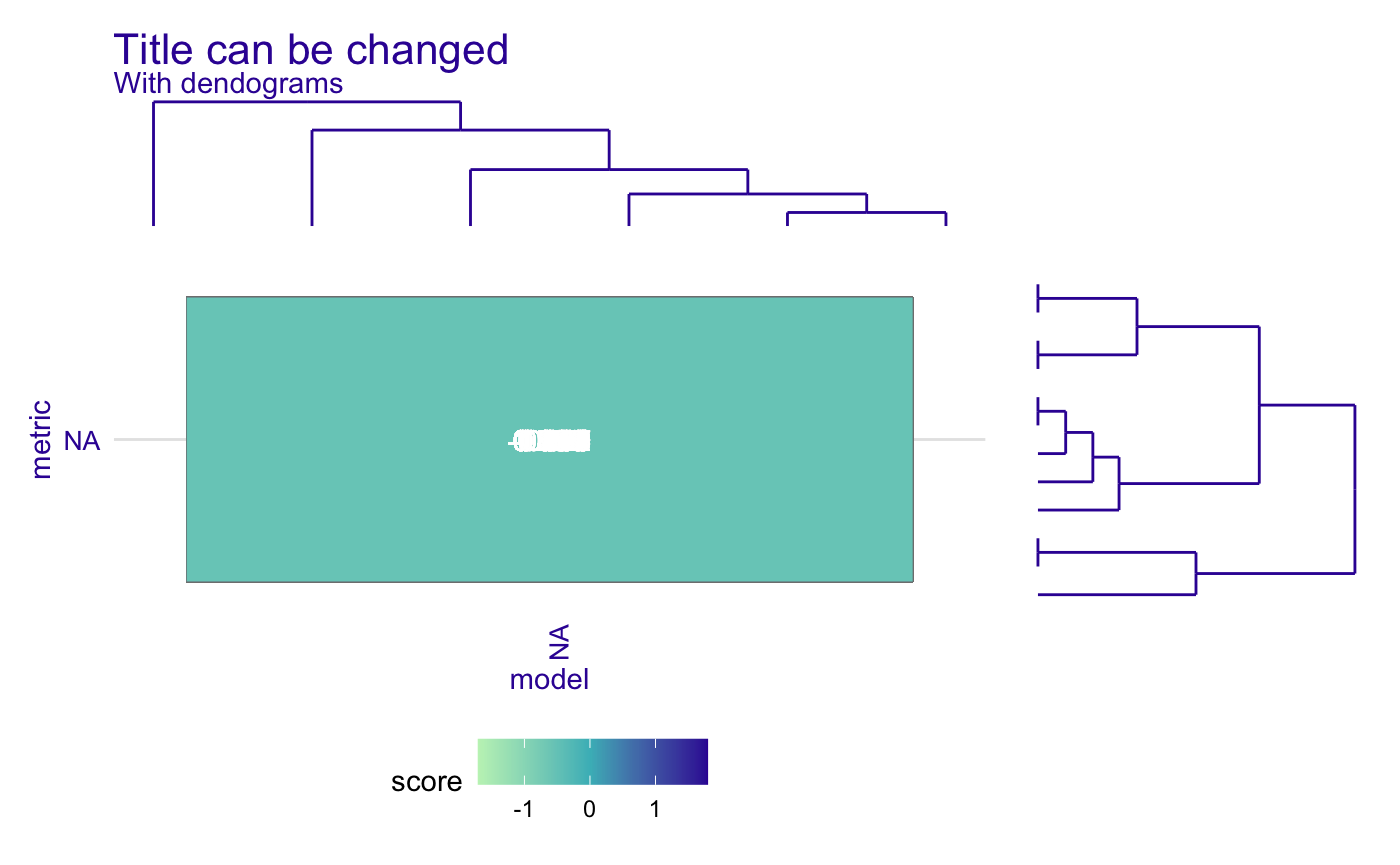 Title can be changed
With dendograms
metric
NA
NA
model
score
-1 0 1